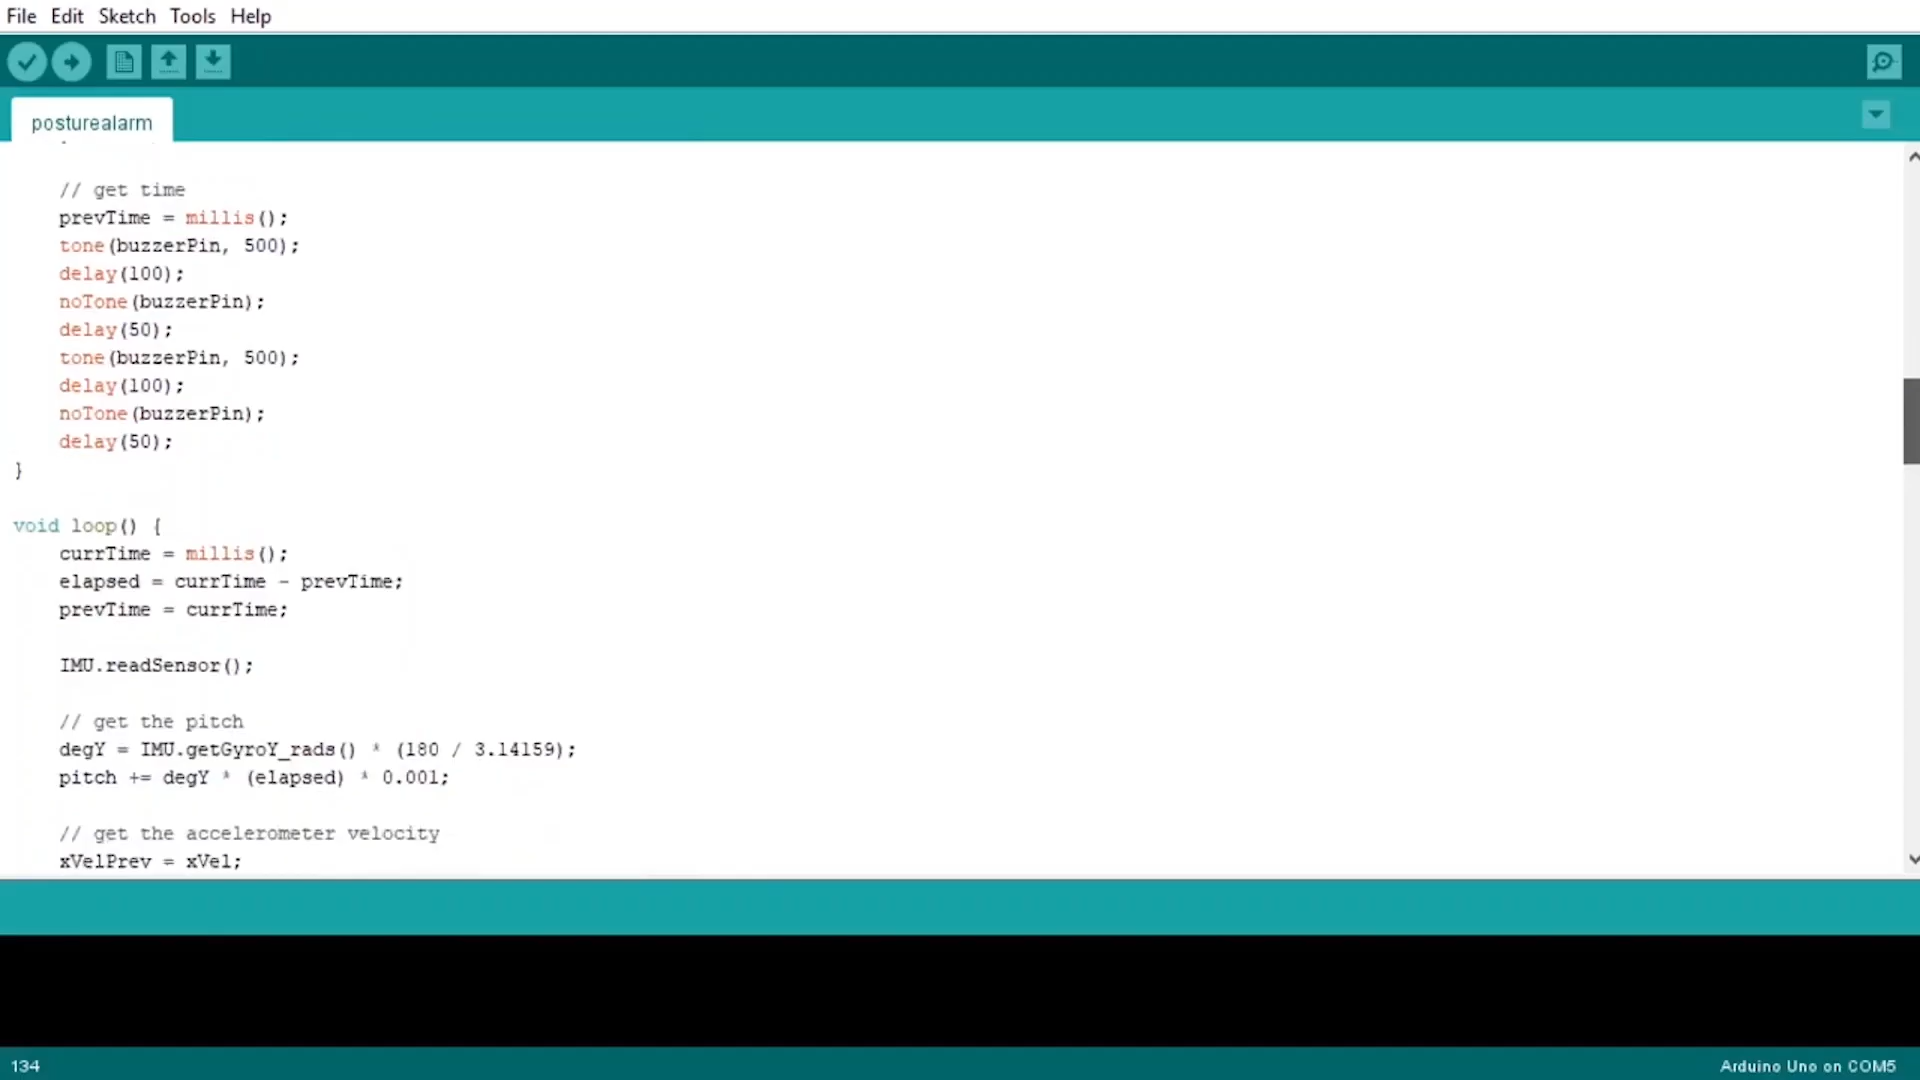 File Edit Sketch Tools Help
posturealarm
// get time
prevTime = millis();
tone(buzzerPin, 500);
delay(100);
noTone(buzzerPin);
delay(50);
tone(buzzerPin, 500);
delay(100);
noTone(buzzerPin);
delay(50);
}
void loop() {
currTime = millis();
elapsed = currTime - prevTime;
prevTime = currTime;
IMU.readSensor();
// get the pitch
degY = IMU.getGyroY_rads() * (180 / 3.14159);
pitch += degY * (elapsed) * 0.001;
// get the accelerometer velocity
xVelPrev = xVel;
134
Arduino Uno on COM5